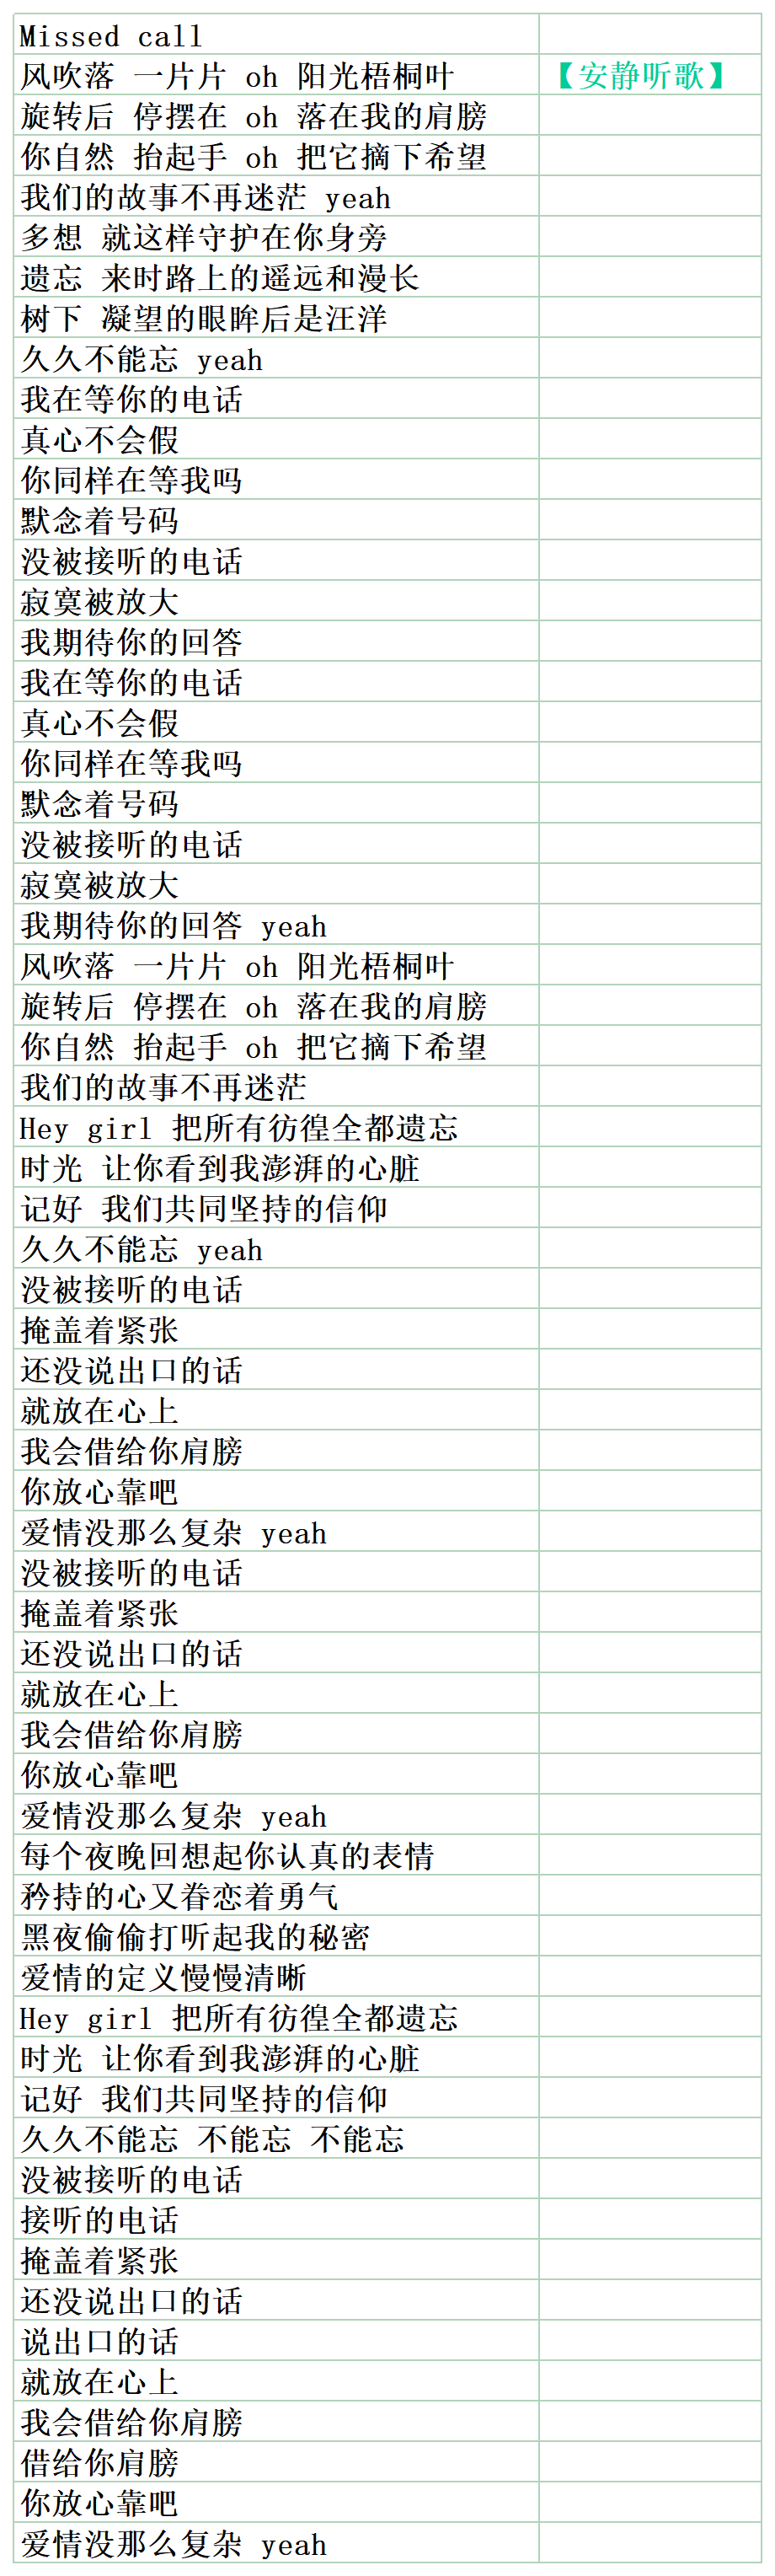 Missed call
风吹落 一片片 oh 阳光梧桐叶 【安静听歌】
旋转后 停摆在 oh 落在我的肩膀
你自然 抬起手 oh 把它摘下希望
我们的故事不再迷茫 yeah
多想 就这样守护在你身旁
遗忘 来时路上的遥远和漫长
树下 凝望的眼眸后是汪洋
久久不能忘 yeah
我在等你的电话
真心不会假
你同样在等我吗
默念着号码
没被接听的电话
寂寞被放大
我期待你的回答
我在等你的电话
真心不会假
你同样在等我吗
默念着号码
没被接听的电话
寂寞被放大
我期待你的回答 yeah
风吹落 一片片 oh 阳光梧桐叶
旋转后 停摆在 oh 落在我的肩膀
你自然 抬起手 oh 把它摘下希望
我们的故事不再迷茫
Hey girl 把所有彷徨全都遗忘
时光 让你看到我澎湃的心脏
记好 我们共同坚持的信仰
久久不能忘 yeah
没被接听的电话
掩盖着紧张
还没说出口的话
就放在心上
我会借给你肩膀
你放心靠吧
爱情没那么复杂 yeah
没被接听的电话
掩盖着紧张
还没说出口的话
就放在心上
我会借给你肩膀
你放心靠吧
爱情没那么复杂 yeah
每个夜晚回想起你认真的表情
矜持的心又眷恋着勇气
黑夜偷偷打听起我的秘密
爱情的定义慢慢清晰
Hey girl 把所有彷徨全都遗忘
时光 让你看到我澎湃的心脏
记好 我们共同坚持的信仰
久久不能忘 不能忘 不能忘
没被接听的电话
接听的电话
掩盖着紧张
还没说出口的话
说出口的话
就放在心上
我会借给你肩膀
借给你肩膀
你放心靠吧
爱情没那么复杂 yeah